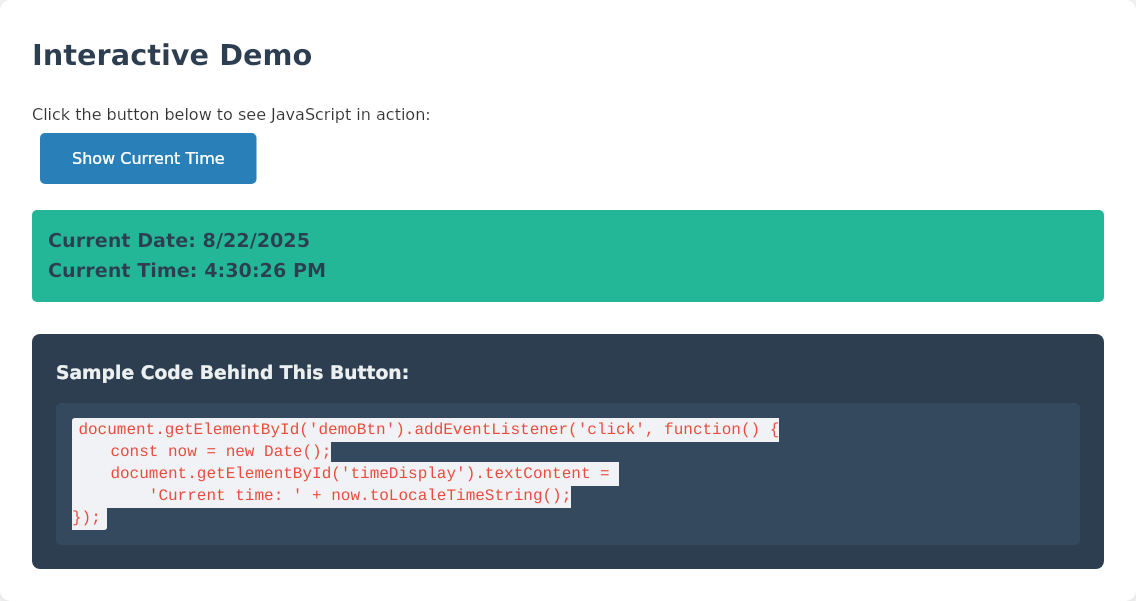 Interactive Demo
Click the button below to see JavaScript in action:
Show Current Time
Current Date: 8/22/2025
Current Time: 4:30:26 PM
Sample Code Behind This Button:
document.getElementById('demoBtn').addEventListener('click', function() {
    const now = new Date();
    document.getElementById('timeDisplay').textContent =
        'Current time: ' + now.toLocaleTimeString();
});